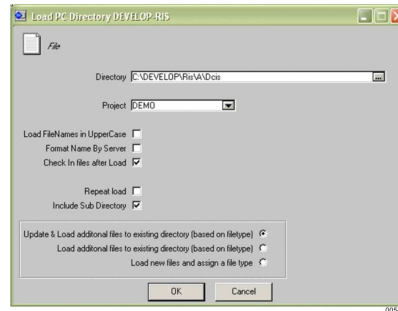 Load PC Directory DEVELOP-RIS
File
Directory C:\DEVELOP\Ris\A\Dcis ...
Project DEMO
Load FileNames in UpperCase
Format Name By Server
Check In files after Load
Repeat load
Include Sub Directory
Update & Load additonal files to existing directory (based on filetype)
Load additonal files to existing directory (based on filetype)
Load new files and assign a file type
OK Cancel
005